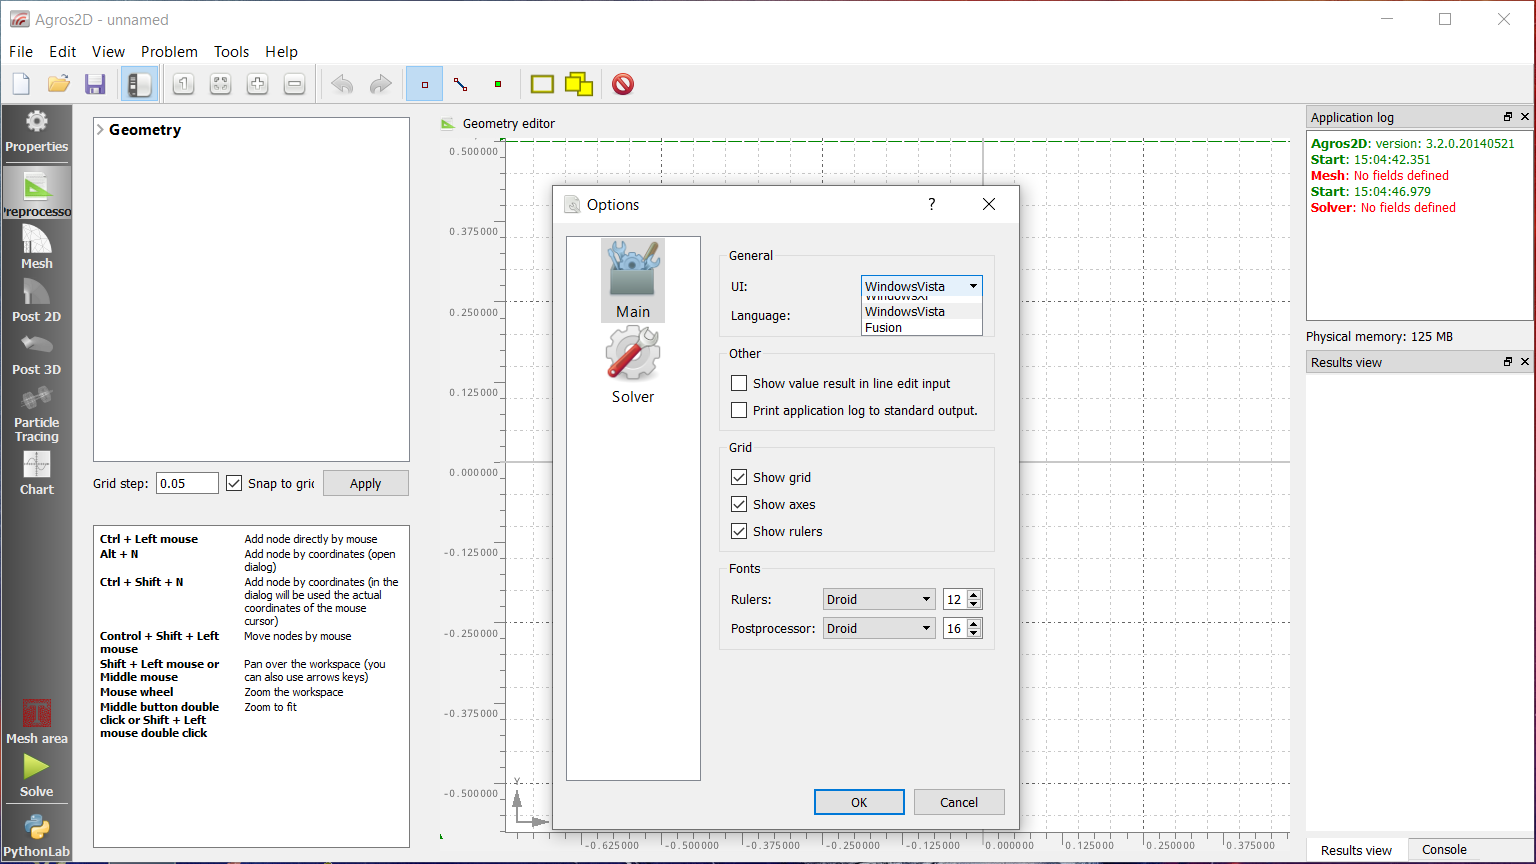 Agros2D - unnamed
File Edit View Problem Tools Help
1
Properties
Preprocesso
Mesh
Post 2D
Post 3D
Particle
Tracing
Chart
Mesh area
Solve
PythonLab
Geometry
Grid step: 0.05 Snap to grid Apply
Ctrl + Left mouse Add node directly by mouse
Alt + N Add node by coordinates (open
dialog)
Ctrl + Shift + N Add node by coordinates (in the
dialog will be used the actual
coordinates of the mouse
cursor)
Control + Shift + Left Move nodes by mouse
mouse
Shift + Left mouse or Pan over the workspace (you
Middle mouse can also use arrows keys)
Mouse wheel Zoom the workspace
Middle button double Zoom to fit
click or Shift + Left
mouse double click
Geometry editor
0.500000
0.375000
0.250000
0.125000
0.000000
-0.125000
-0.250000
-0.375000
-0.500000
Y
-0.625000 -0.500000 -0.375000 -0.250000 -0.125000 0.000000 0.125000 0.250000 0.375000
Options
?
Main
Solver
General
UI: WindowsVista
WindowsXP
WindowsVista
Fusion
Language:
Other
Show value result in line edit input
Print application log to standard output.
Grid
Show grid
Show axes
Show rulers
Fonts
Rulers: Droid 12
Postprocessor: Droid 16
OK Cancel
Application log
Agros2D: version: 3.2.0.20140521
Start: 15:04:42.351
Mesh: No fields defined
Start: 15:04:46.979
Solver: No fields defined
Physical memory: 125 MB
Results view
Results view Console